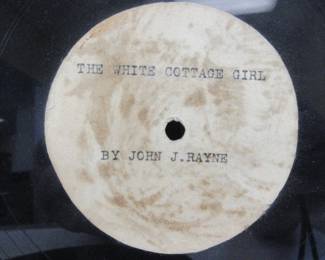 THE WHITE COTTAGE GIRL
BY JOHN J.RAYNE